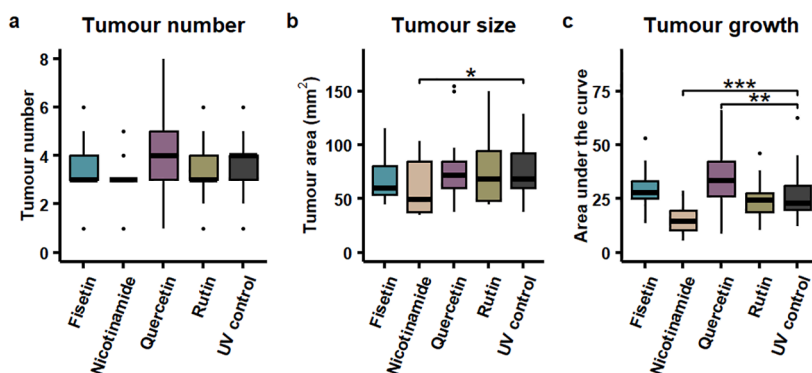 a Tumour number
Tumour number
8
6
4
2
0
Fisetin
Nicotinamide
Quercetin
Rutin
UV control
b Tumour size
Tumour area (mm²)
150
100
50
0
*
Fisetin
Nicotinamide
Quercetin
Rutin
UV control
c Tumour growth
Area under the curve
75
50
25
0
***
**
Fisetin
Nicotinamide
Quercetin
Rutin
UV control